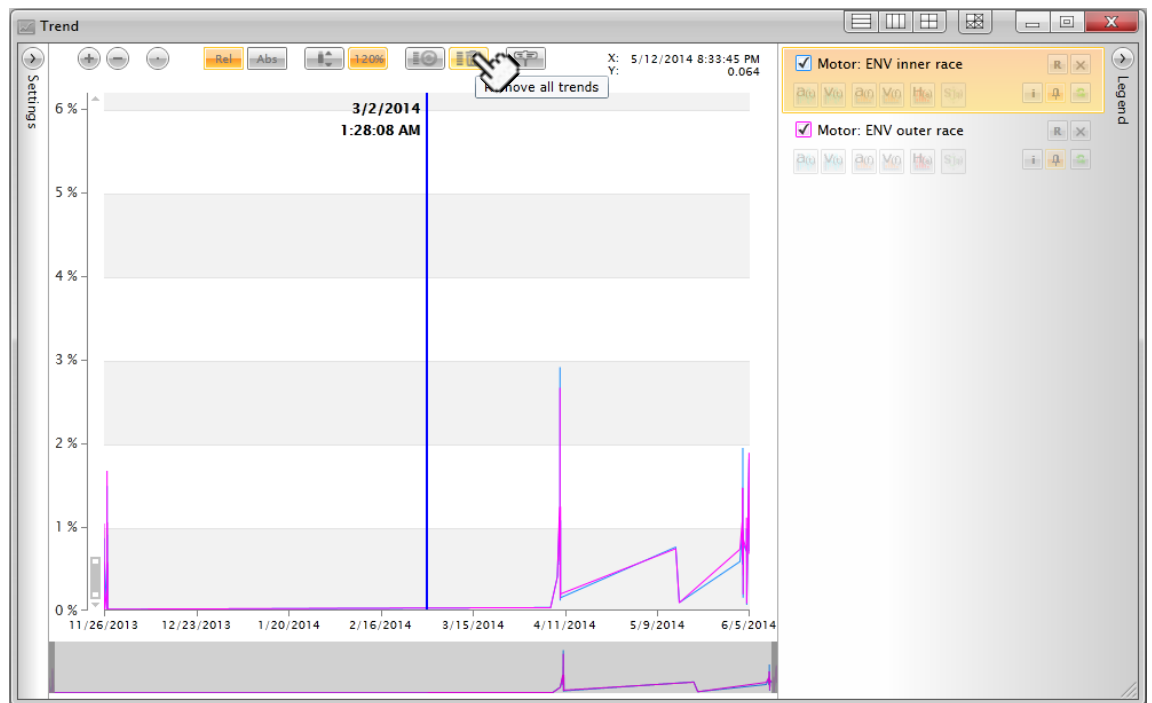 Trend
Settings
Rel Abs 120%
X: 5/12/2014 8:33:45 PM
Y: 0.064
move all trends
3/2/2014
1:28:08 AM
6 %
5 %
4 %
3 %
2 %
1 %
0 %
11/26/2013 12/23/2013 1/20/2014 2/16/2014 3/15/2014 4/11/2014 5/9/2014 6/5/2014
Motor: ENV inner race R
a(t) v(t) a(f) v(f) i
Motor: ENV outer race R
a(t) v(t) a(f) v(f) i
Legend